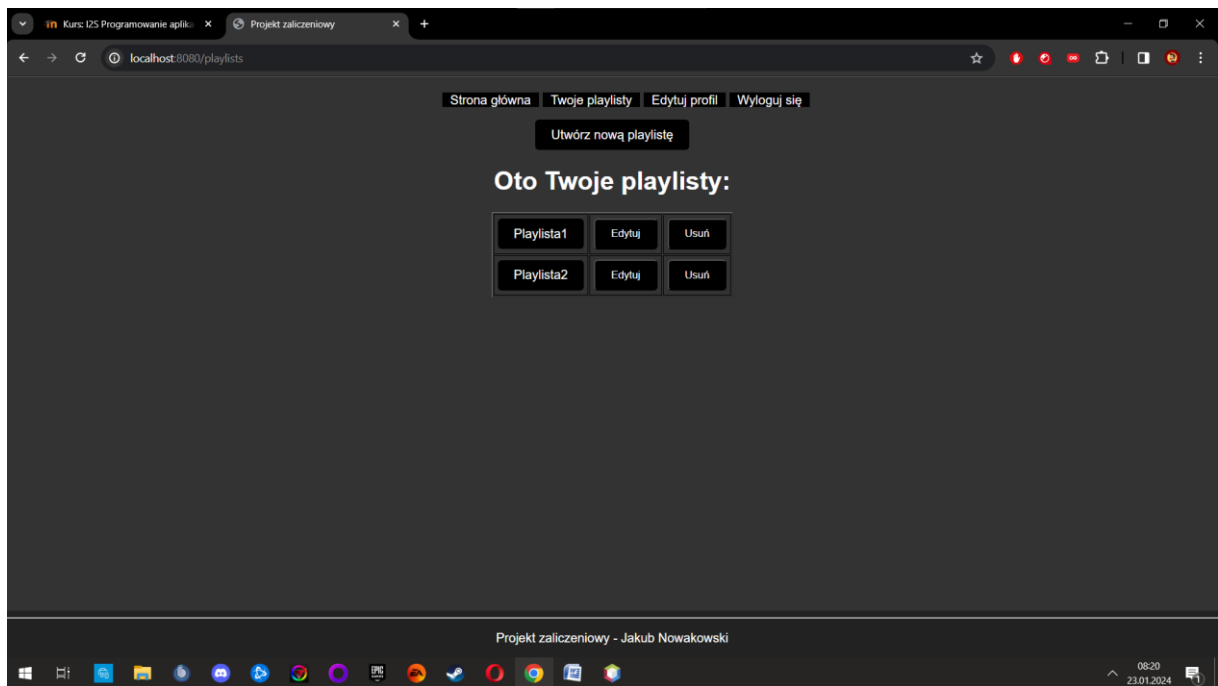 Kurs: I2S Programowanie aplika
Projekt zaliczeniowy
localhost:8080/playlists
Strona główna Twoje playlisty Edytuj profil Wyloguj się
Utwórz nową playlistę
Oto Twoje playlisty:
Playlista1 Edytuj Usuń
Playlista2 Edytuj Usuń
Projekt zaliczeniowy - Jakub Nowakowski
EPIC
08:20
23.01.2024